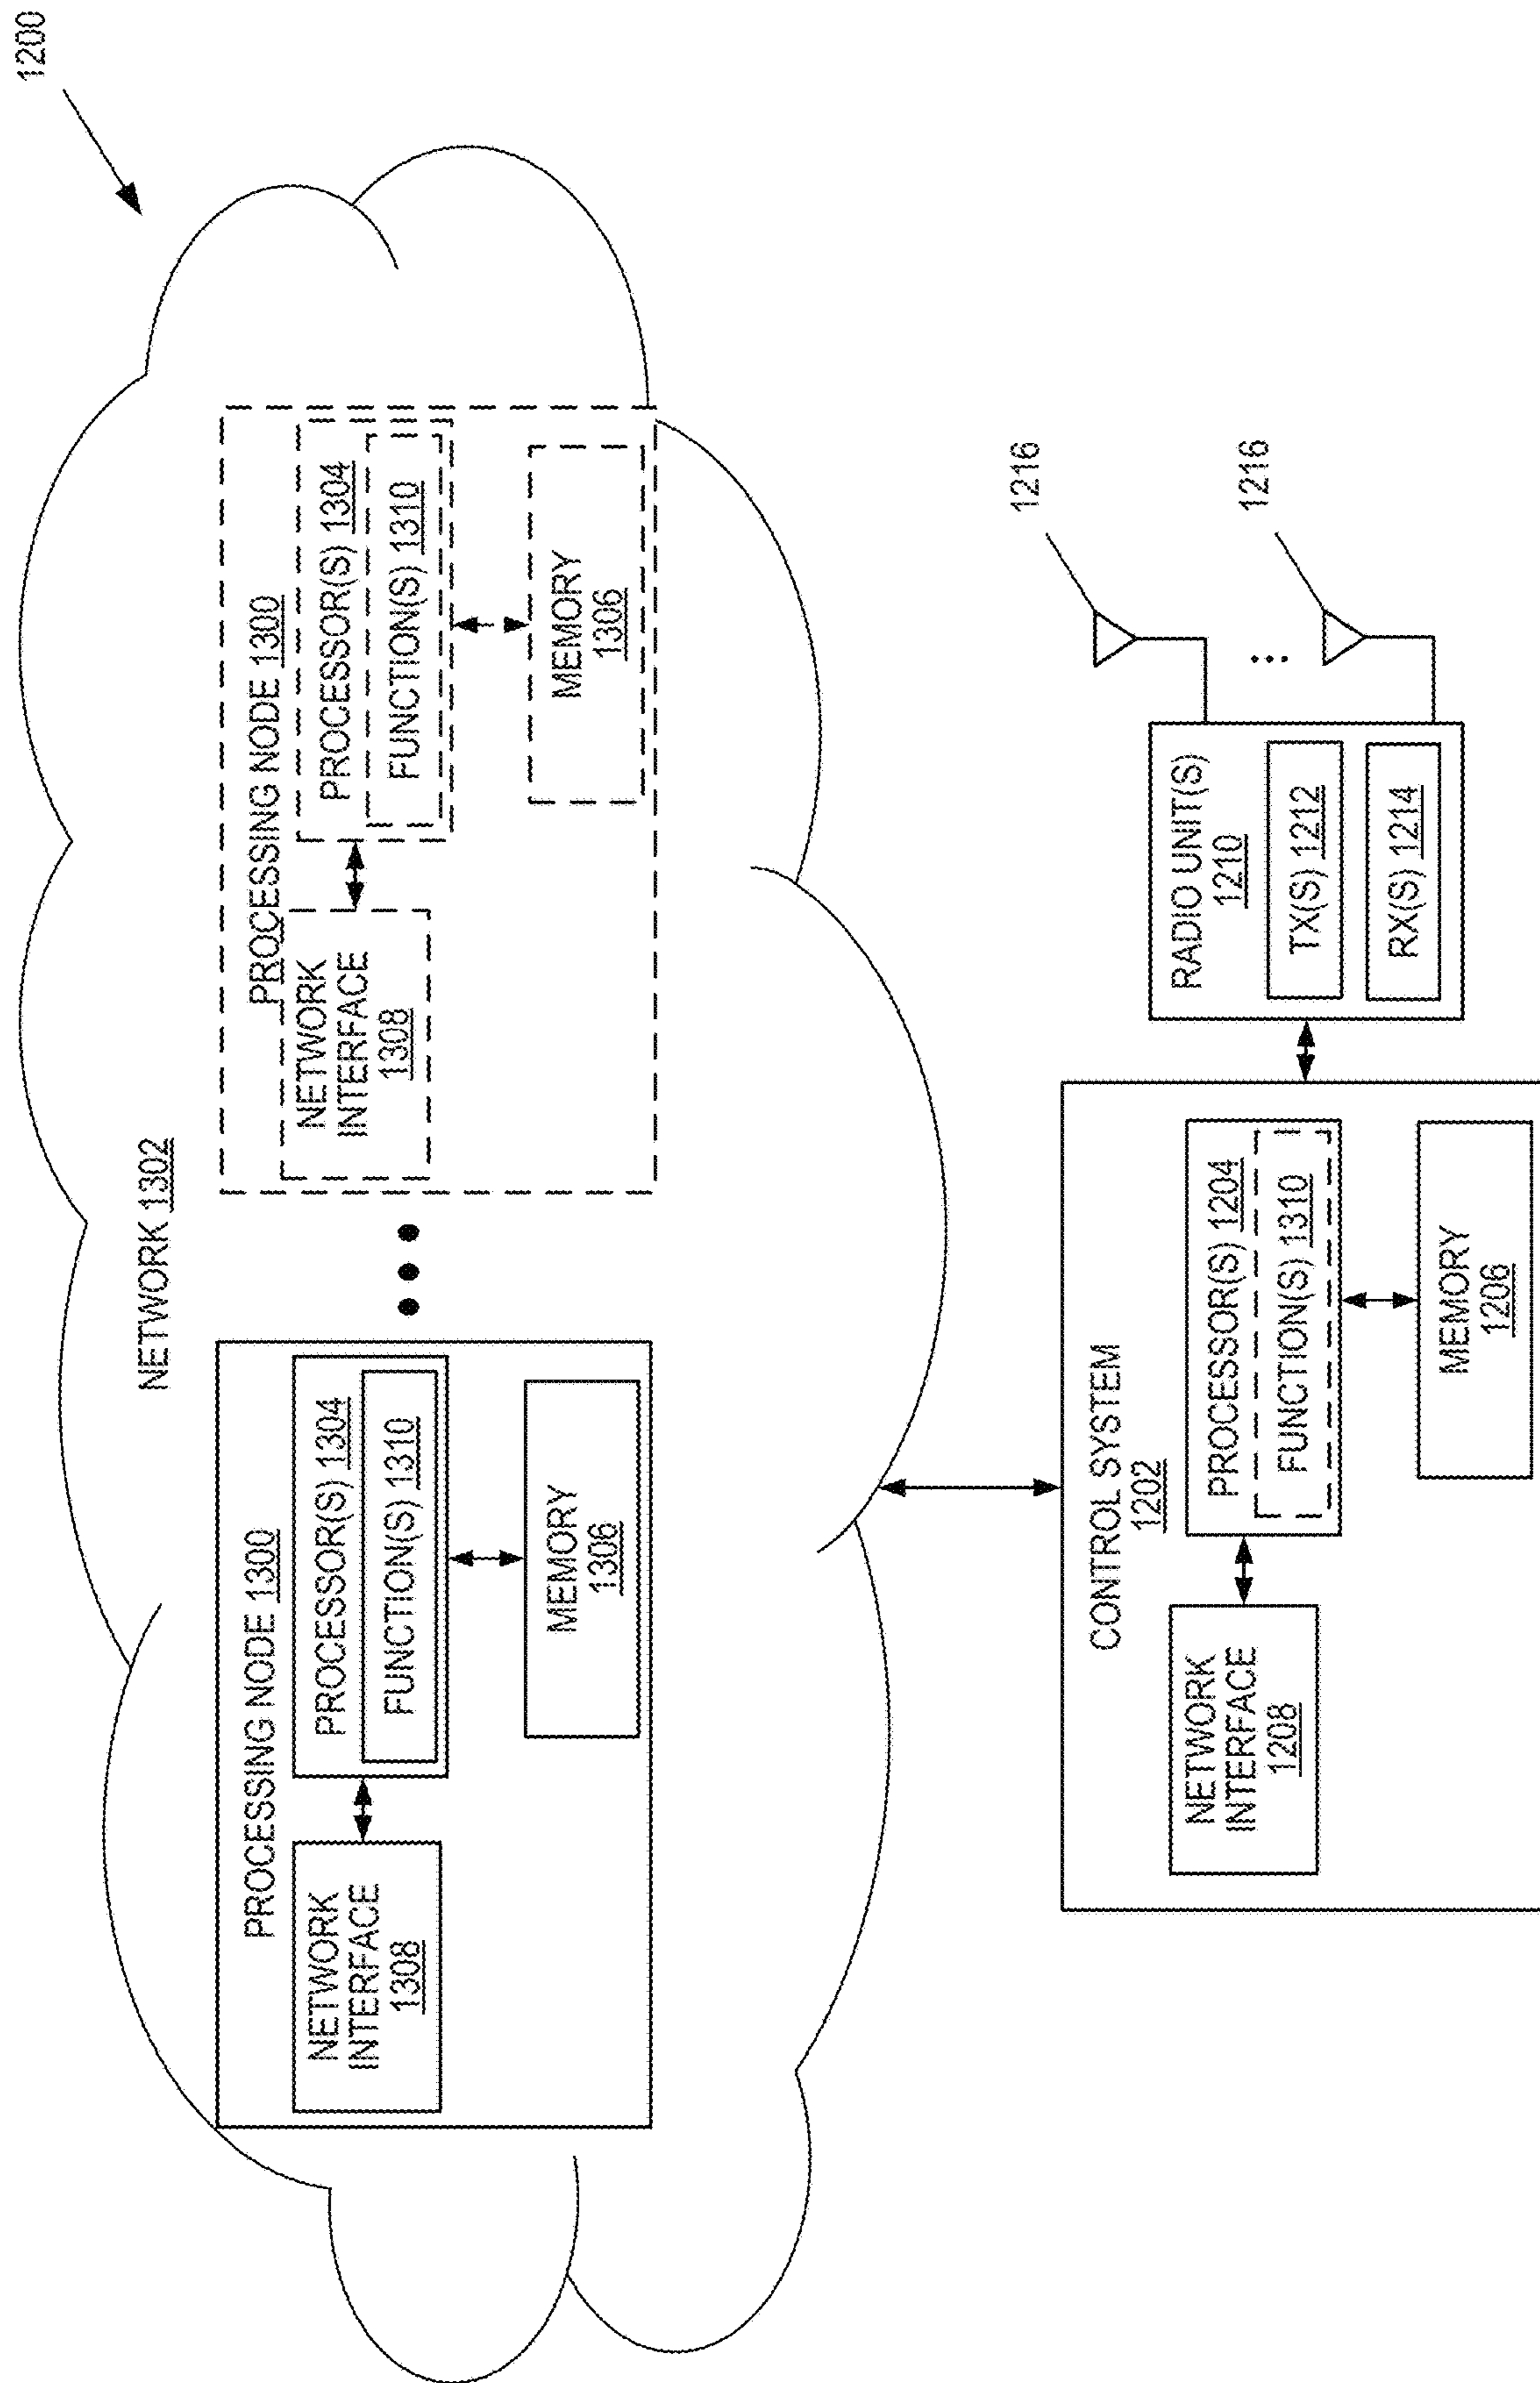 1200
NETWORK 1302
PROCESSING NODE 1300
NETWORK
INTERFACE
1308
PROCESSOR(S) 1304
FUNCTION(S) 1310
MEMORY
1306
PROCESSING NODE 1300
NETWORK
INTERFACE
1308
PROCESSOR(S) 1304
FUNCTION(S) 1310
MEMORY
1306
CONTROL SYSTEM
1202
NETWORK
INTERFACE
1208
PROCESSOR(S) 1204
FUNCTION(S) 1310
MEMORY
1206
RADIO UNIT(S)
1210
TX(S) 1212
RX(S) 1214
1216
1216